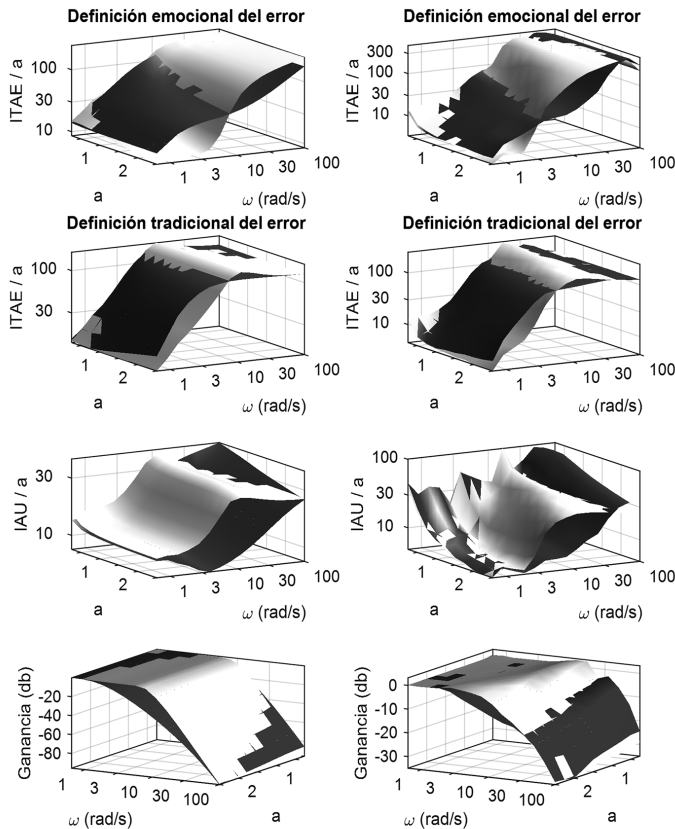 Definición emocional del error
Definición emocional del error
ITAE / a
100
30
10
1
2
a
1
3
10
30
100
ω (rad/s)
ITAE / a
300
100
30
10
1
2
a
1
3
10
30
100
ω (rad/s)
Definición tradicional del error
Definición tradicional del error
ITAE / a
100
30
1
2
a
1
3
10
30
100
ω (rad/s)
ITAE / a
100
30
10
1
2
a
1
3
10
30
100
ω (rad/s)
IAU / a
30
10
1
2
a
1
3
10
30
100
ω (rad/s)
IAU / a
100
30
10
1
2
a
1
3
10
30
100
ω (rad/s)
Ganancia (db)
-20
-40
-60
-80
1
3
10
30
100
ω (rad/s)
2
1
a
Ganancia (db)
0
-10
-20
-30
1
3
10
30
100
ω (rad/s)
2
1
a